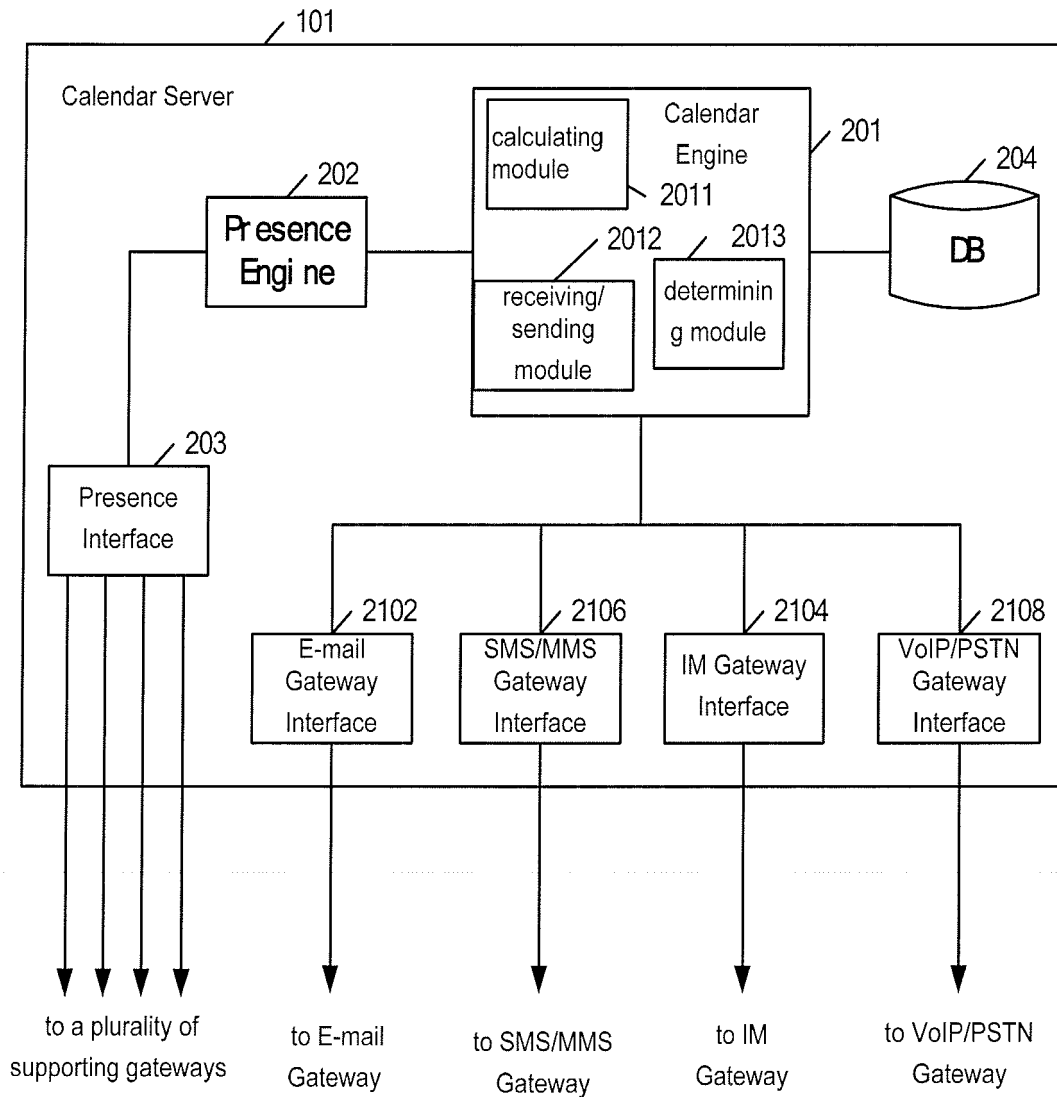 101
Calendar Server
calculating
module
Calendar
Engine
201
2011
204
DB
202
Presence
Engine
2012
receiving/
sending
module
2013
determinin
g module
203
Presence
Interface
2102
E-mail
Gateway
Interface
2106
SMS/MMS
Gateway
Interface
2104
IM Gateway
Interface
2108
VoIP/PSTN
Gateway
Interface
to a plurality of
supporting gateways
to E-mail
Gateway
to SMS/MMS
Gateway
to IM
Gateway
to VoIP/PSTN
Gateway